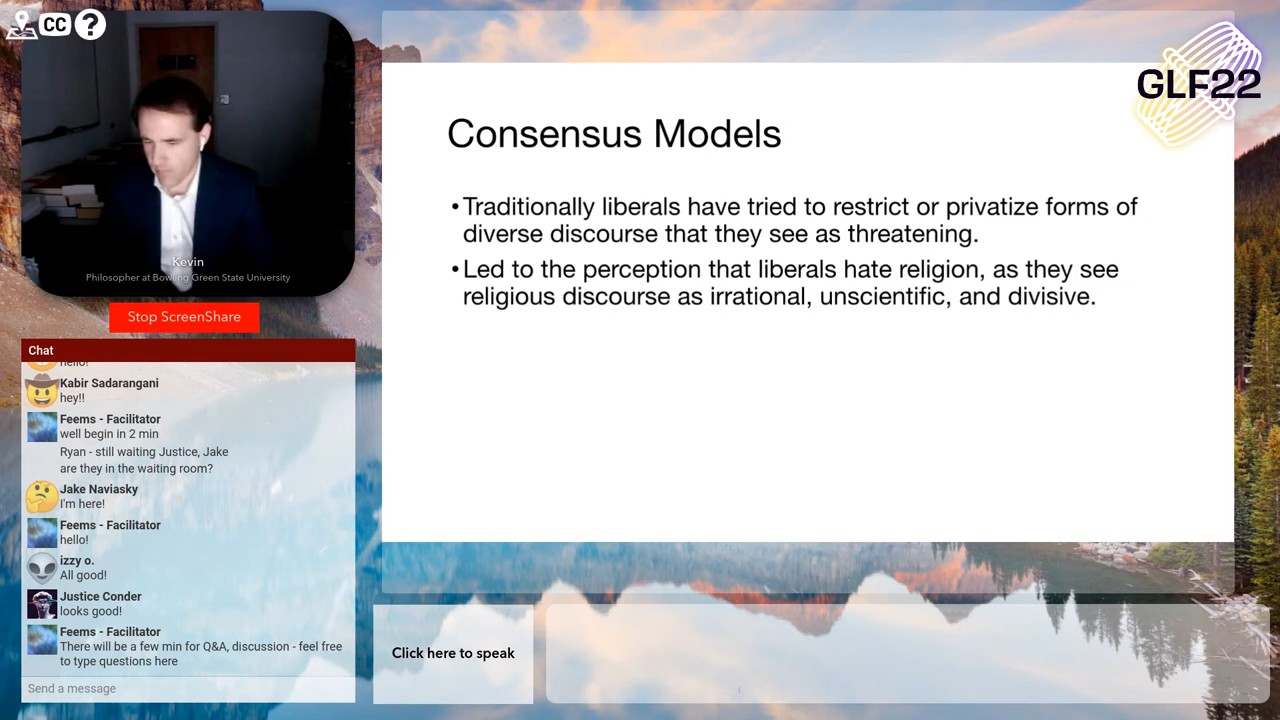 CC
?
GLF22
Kevin
Philosopher at Bowling Green State University
Stop ScreenShare
Chat
hello!
Kabir Sadarangani
hey!!
Feems - Facilitator
well begin in 2 min
Ryan - still waiting Justice, Jake
are they in the waiting room?
Jake Naviasky
I'm here!
Feems - Facilitator
hello!
izzy o.
All good!
Justice Conder
looks good!
Feems - Facilitator
There will be a few min for Q&A, discussion - feel free
to type questions here
Send a message
Consensus Models
•Traditionally liberals have tried to restrict or privatize forms of
diverse discourse that they see as threatening.
•Led to the perception that liberals hate religion, as they see
religious discourse as irrational, unscientific, and divisive.
Click here to speak